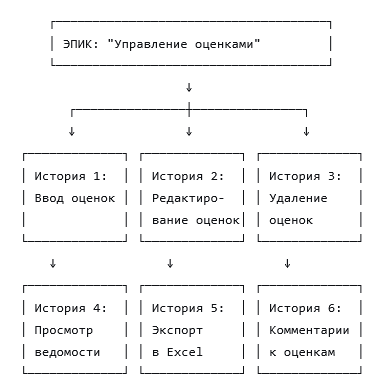 ЭПИК: "Управление оценками"
История 1: История 2: История 3:
Ввод оценок Редактиро- Удаление
вание оценок оценок
История 4: История 5: История 6:
Просмотр Экспорт Комментарии
ведомости в Excel к оценкам